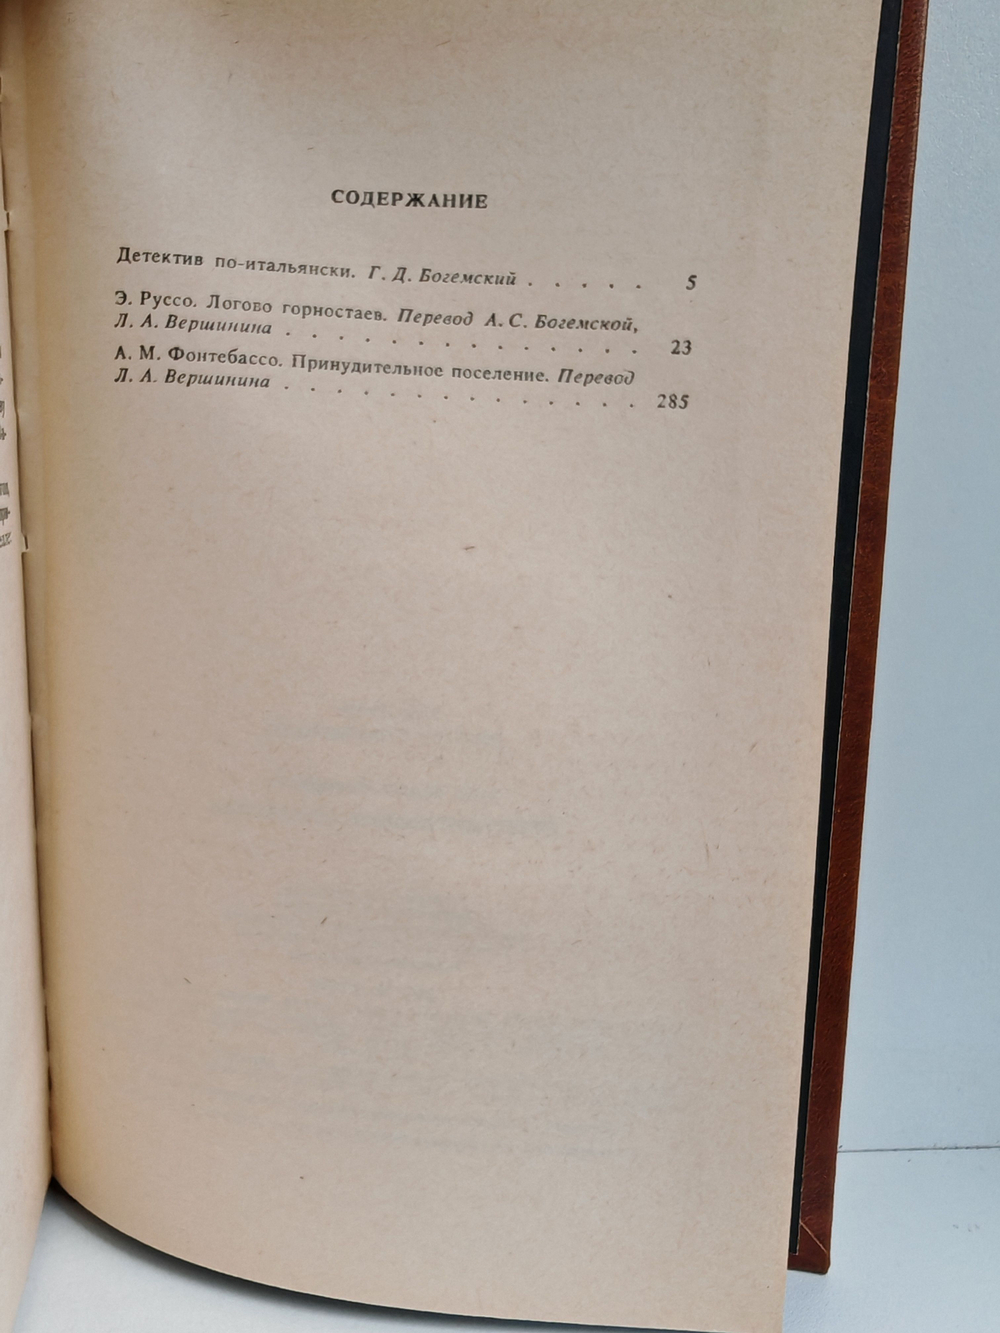 СОДЕРЖАНИЕ
Детектив по-итальянски. Г. Д. Богемский . . . . . 5
Э. Руссо. Логово горностаев. Перевод А. С. Богемской,
Л. А. Вершинина . . . . . . . . . . . . . . 23
А. М. Фонтебассо. Принудительное поселение. Перевод
Л. А. Вершинина . . . . . . . . . . . . . . 285